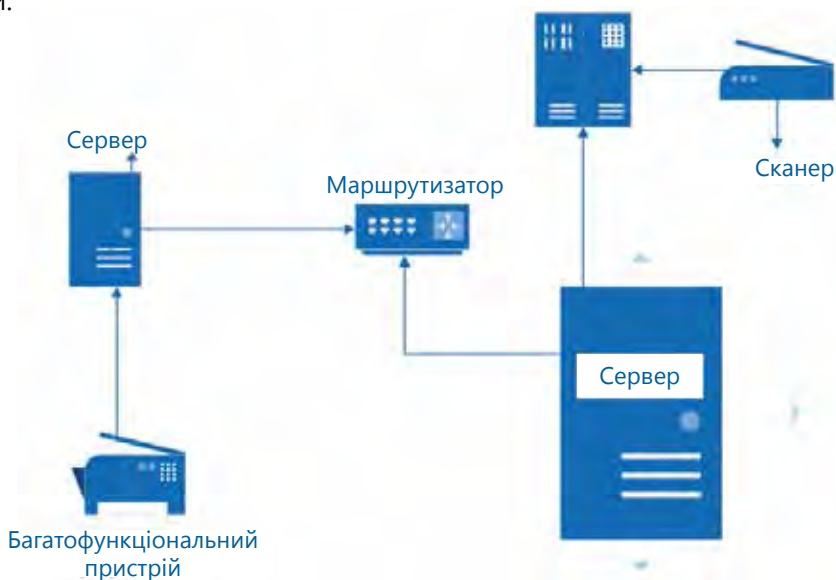 и.
Сервер
Маршрутизатор
Сканер
Сервер
Багатофункціональний
пристрій